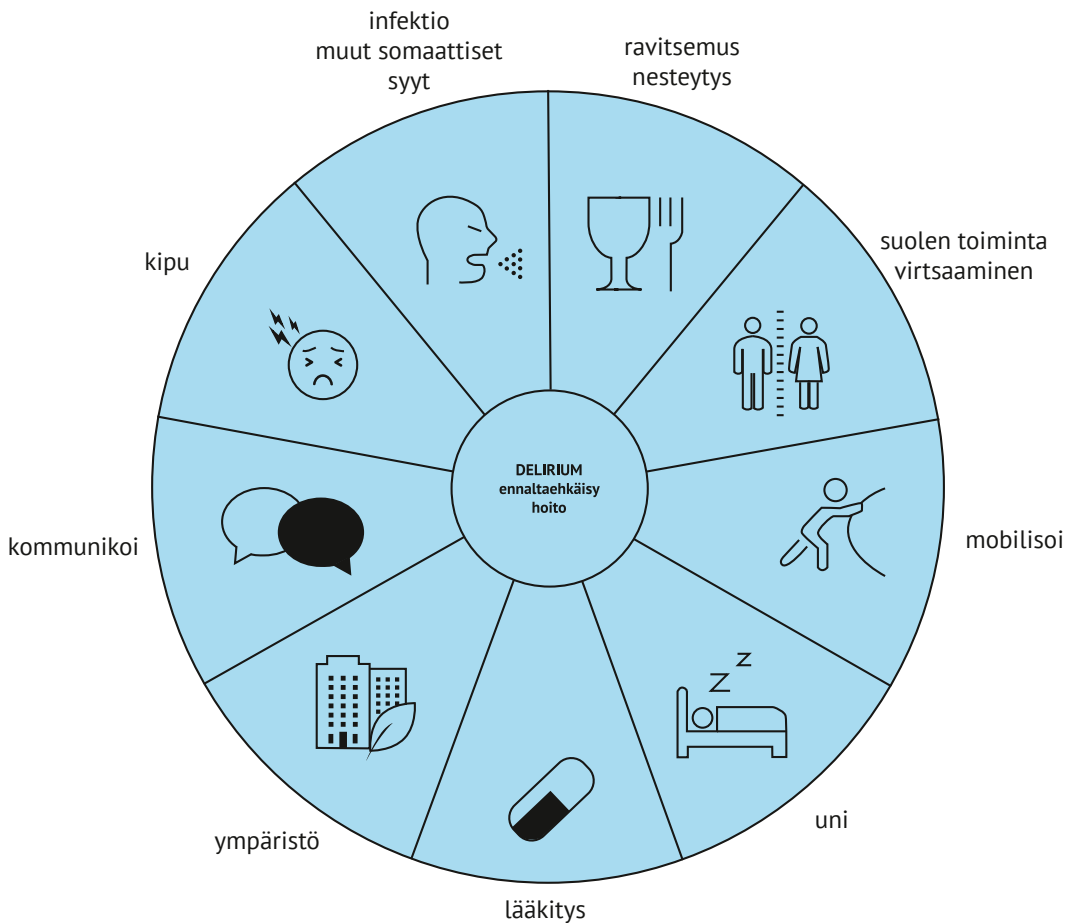 infektio
muut somaattiset
syyt
ravitsemus
nesteytys
suolen toiminta
virtsaaminen
mobilisoi
uni
lääkitys
ympäristö
kommunikoi
kipu
DELIRIUM
ennaltaehkäisy
hoito
z
Z